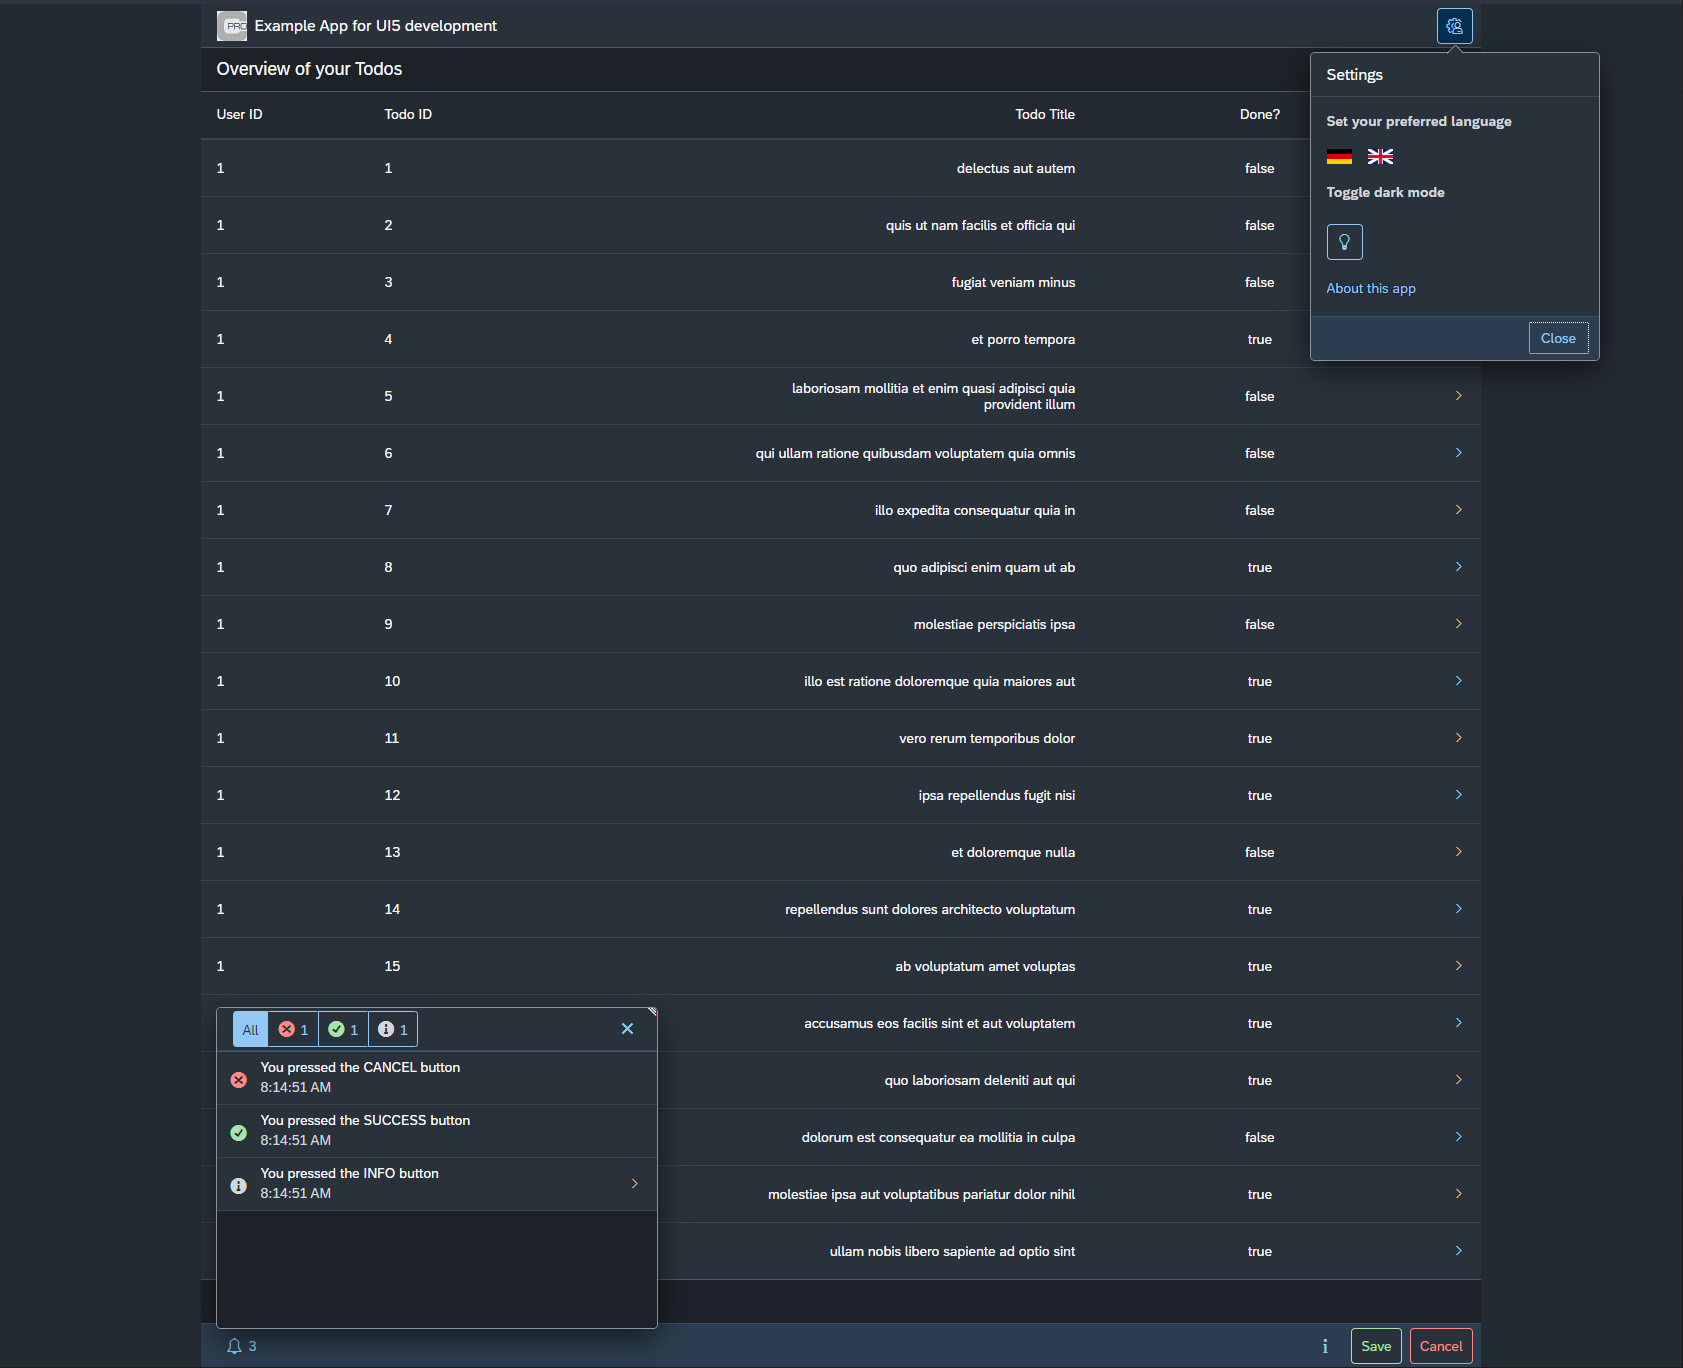 PRO
Example App for UI5 development
Overview of your Todos
Settings
Set your preferred language
Toggle dark mode
About this app
Close
User ID Todo ID Todo Title Done?
1 1 delectus aut autem false
1 2 quis ut nam facilis et officia qui false
1 3 fugiat veniam minus false
1 4 et porro tempora true
1 5 laboriosam mollitia et enim quasi adipisci quia false
provident illum
1 6 qui ullam ratione quibusdam voluptatem quia omnis false
1 7 illo expedita consequatur quia in false
1 8 quo adipisci enim quam ut ab true
1 9 molestiae perspiciatis ipsa false
1 10 illo est ratione doloremque quia maiores aut true
1 11 vero rerum temporibus dolor true
1 12 ipsa repellendus fugit nisi true
1 13 et doloremque nulla false
1 14 repellendus sunt dolores architecto voluptatum true
1 15 ab voluptatum amet voluptas true
accusamus eos facilis sint et aut voluptatem true
quo laboriosam deleniti aut qui true
dolorum est consequatur ea mollitia in culpa false
molestiae ipsa aut voluptatibus pariatur dolor nihil true
ullam nobis libero sapiente ad optio sint true
All 1 1 1
You pressed the CANCEL button
8:14:51 AM
You pressed the SUCCESS button
8:14:51 AM
You pressed the INFO button
8:14:51 AM
3 Save Cancel